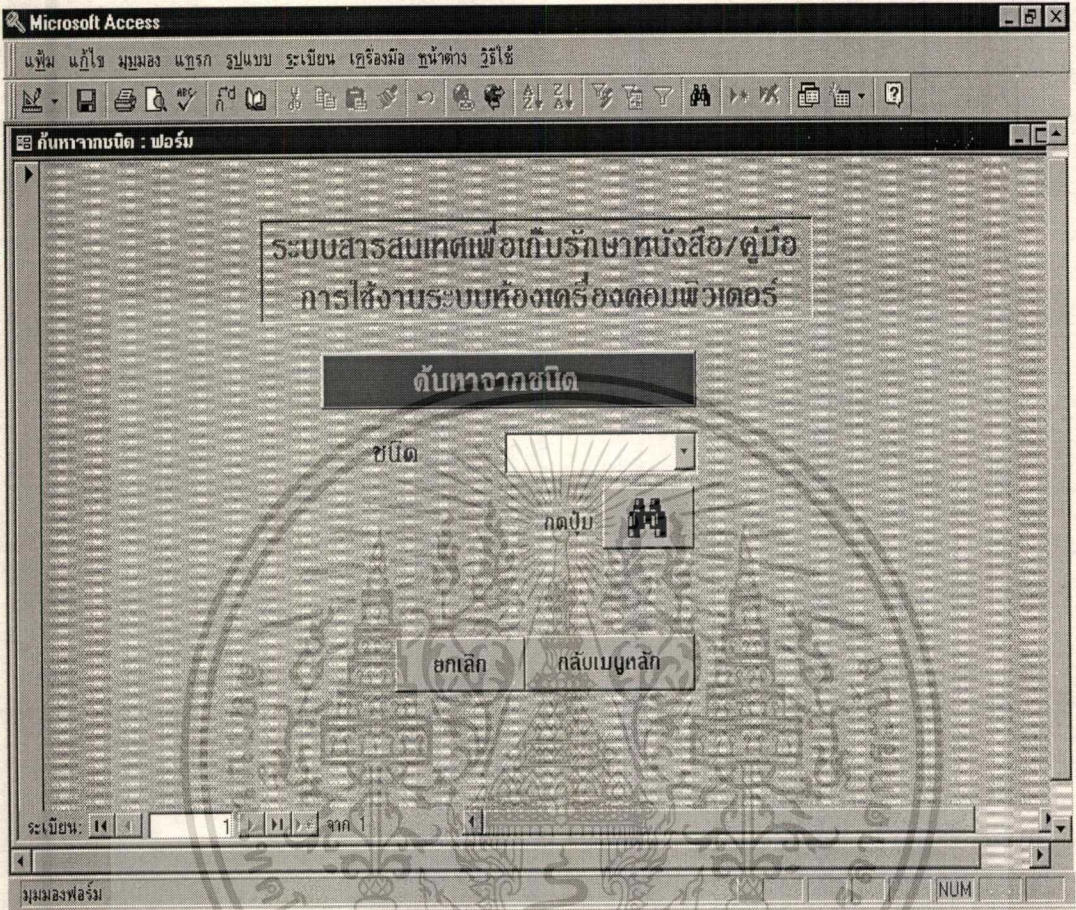 Microsoft Access
แฟ้ม แก้ไข มุมมอง แทรก รูปแบบ ระเบียน เครื่องมือ หน้าต่าง วิธีใช้
ค้นหาจากชนิด : ฟอร์ม
ระบบสารสนเทศเพื่อเก็บรักษาหนังสือ/คู่มือ
การใช้งานระบบห้องเครื่องคอมพิวเตอร์
ค้นหาจากชนิด
ชนิด
กดปุ่ม
ยกเลิก กลับเมนูหลัก
ระเบียน: 1 จาก 1
มุมมองฟอร์ม NUM